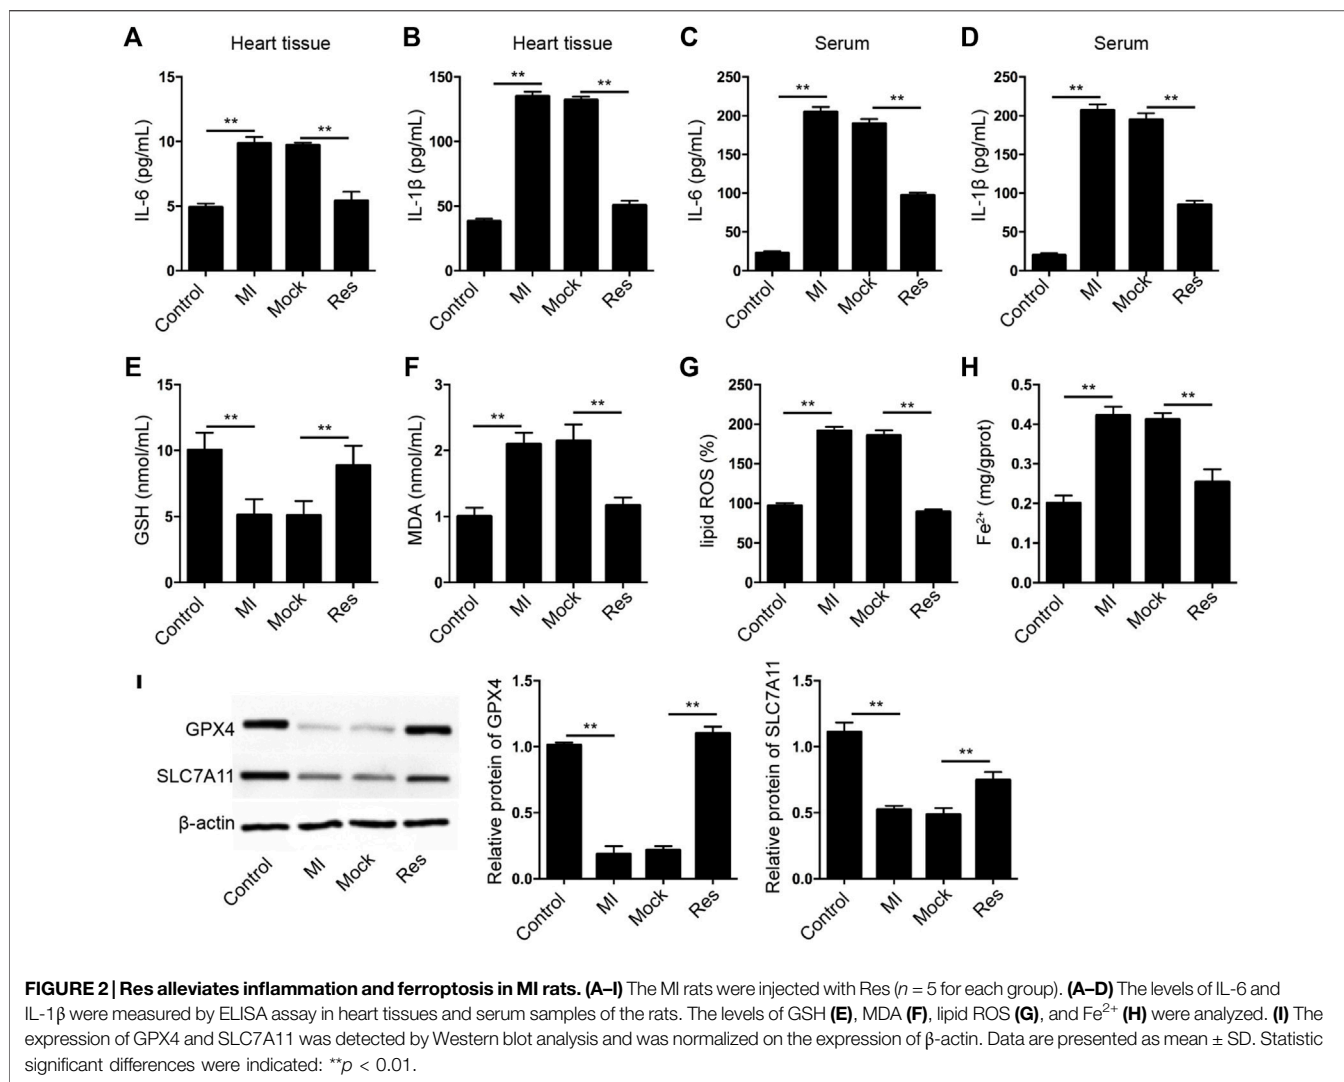 A Heart tissue
IL-6 (pg/mL)
15
10
5
0
**
**
Control
MI
Mock
Res
B Heart tissue
IL-1β (pg/mL)
150
100
50
0
**
**
Control
MI
Mock
Res
C Serum
IL-6 (pg/mL)
250
200
150
100
50
0
**
**
Control
MI
Mock
Res
D Serum
IL-1β (pg/mL)
250
200
150
100
50
0
**
**
Control
MI
Mock
Res
E
GSH (nmol/mL)
15
10
5
0
**
**
Control
MI
Mock
Res
F
MDA (nmol/mL)
3
2
1
0
**
**
Control
MI
Mock
Res
G
lipid ROS (%)
250
200
150
100
50
0
**
**
Control
MI
Mock
Res
H
Fe²⁺ (mg/gprot)
0.5
0.4
0.3
0.2
0.1
0.0
**
**
Control
MI
Mock
Res
I
GPX4
SLC7A11
β-actin
Control
MI
Mock
Res
Relative protein of GPX4
1.5
1.0
0.5
0.0
**
**
Control
MI
Mock
Res
Relative protein of SLC7A11
1.5
1.0
0.5
0.0
**
**
Control
MI
Mock
Res
FIGURE 2 | Res alleviates inflammation and ferroptosis in MI rats. (A–I) The MI rats were injected with Res (n = 5 for each group). (A–D) The levels of IL-6 and
IL-1β were measured by ELISA assay in heart tissues and serum samples of the rats. The levels of GSH (E), MDA (F), lipid ROS (G), and Fe²⁺ (H) were analyzed. (I) The
expression of GPX4 and SLC7A11 was detected by Western blot analysis and was normalized on the expression of β-actin. Data are presented as mean ± SD. Statistic
significant differences were indicated: **p < 0.01.